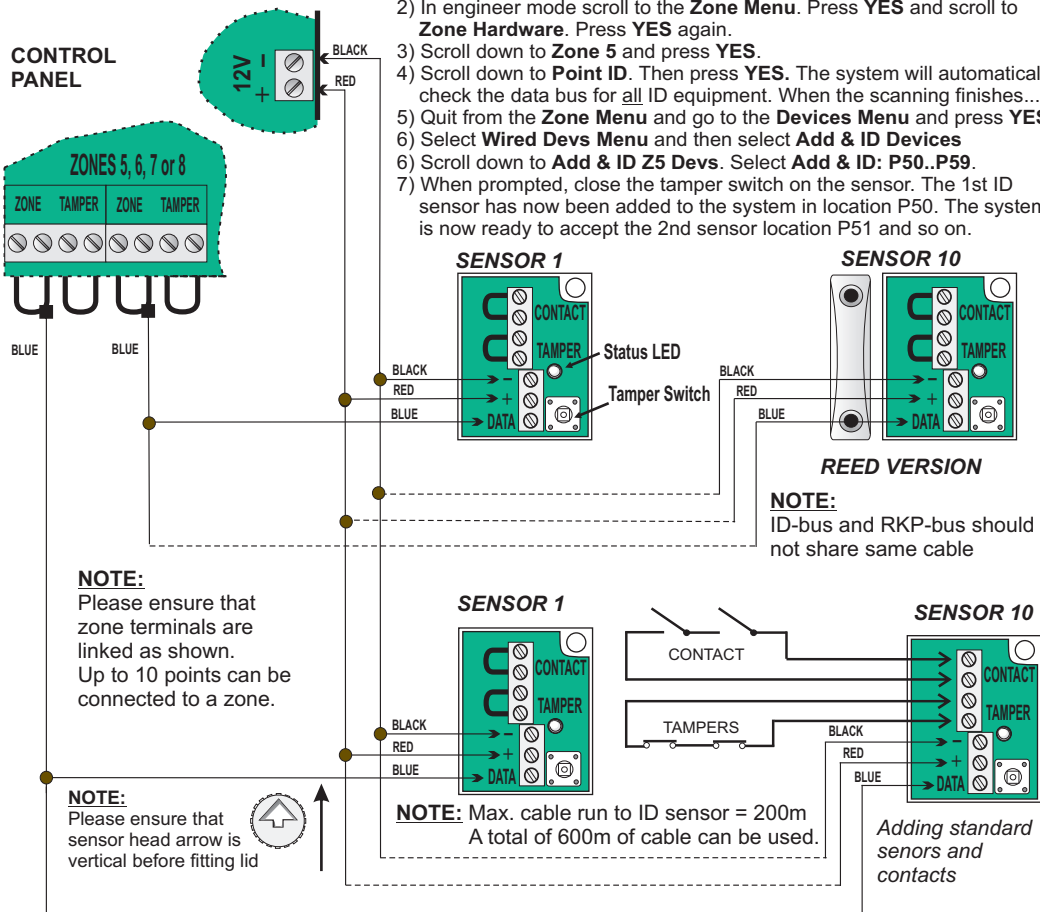 2) In engineer mode scroll to the Zone Menu. Press YES and scroll to
Zone Hardware. Press YES again.
3) Scroll down to Zone 5 and press YES.
4) Scroll down to Point ID. Then press YES. The system will automatical
check the data bus for all ID equipment. When the scanning finishes...
5) Quit from the Zone Menu and go to the Devices Menu and press YES
6) Select Wired Devs Menu and then select Add & ID Devices
6) Scroll down to Add & ID Z5 Devs. Select Add & ID: P50..P59.
7) When prompted, close the tamper switch on the sensor. The 1st ID
sensor has now been added to the system in location P50. The system
is now ready to accept the 2nd sensor location P51 and so on.
CONTROL
PANEL
12V
-
+
BLACK
RED
ZONES 5, 6, 7 or 8
ZONE TAMPER ZONE TAMPER
BLUE
BLUE
SENSOR 1
CONTACT
TAMPER
-
+
DATA
BLACK
RED
BLUE
Status LED
Tamper Switch
SENSOR 10
CONTACT
TAMPER
-
+
DATA
BLACK
RED
BLUE
REED VERSION
NOTE:
ID-bus and RKP-bus should
not share same cable
NOTE:
Please ensure that
zone terminals are
linked as shown.
Up to 10 points can be
connected to a zone.
SENSOR 1
CONTACT
TAMPER
-
+
DATA
BLACK
RED
BLUE
CONTACT
TAMPERS
SENSOR 10
CONTACT
TAMPER
-
+
DATA
BLACK
RED
BLUE
NOTE:
Please ensure that
sensor head arrow is
vertical before fitting lid
NOTE: Max. cable run to ID sensor = 200m
A total of 600m of cable can be used.
Adding standard
senors and
contacts